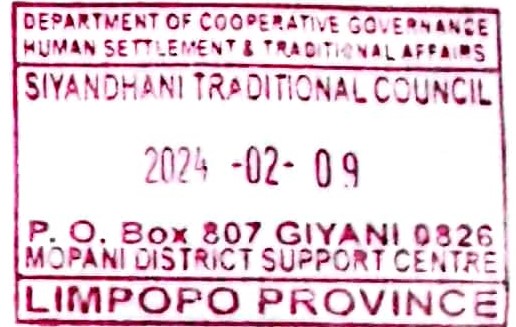 DEPARTMENT OF COOPERATIVE GOVERNANCE
HUMAN SETTLEMENT & TRADITIONAL AFFAIRS
SIYANDHANI TRADITIONAL COUNCIL
2024 -02- 09
P. O. Box 807 GIYANI 0826
MOPANI DISTRICT SUPPORT CENTRE
LIMPOPO PROVINCE